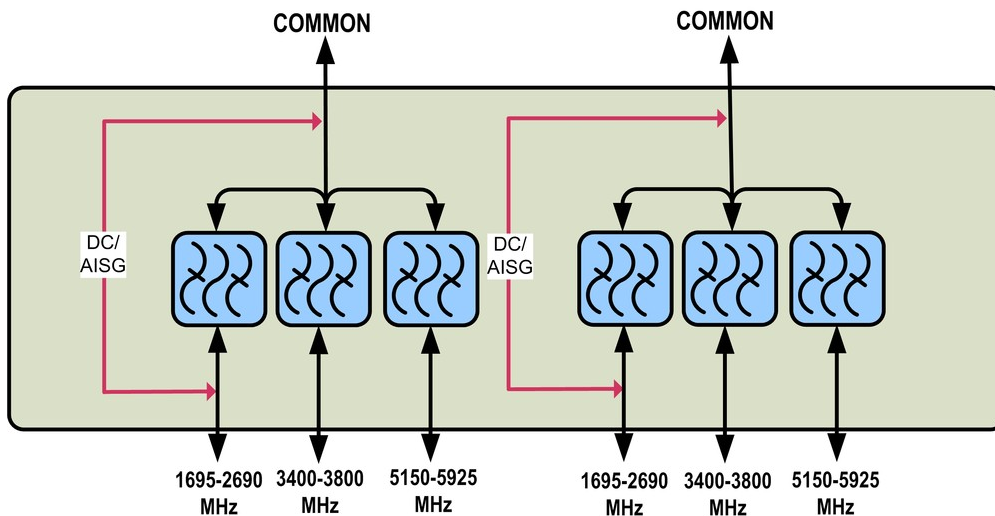 COMMON
COMMON
DC/
AISG
DC/
AISG
1695-2690
MHz
3400-3800
MHz
5150-5925
MHz
1695-2690
MHz
3400-3800
MHz
5150-5925
MHz